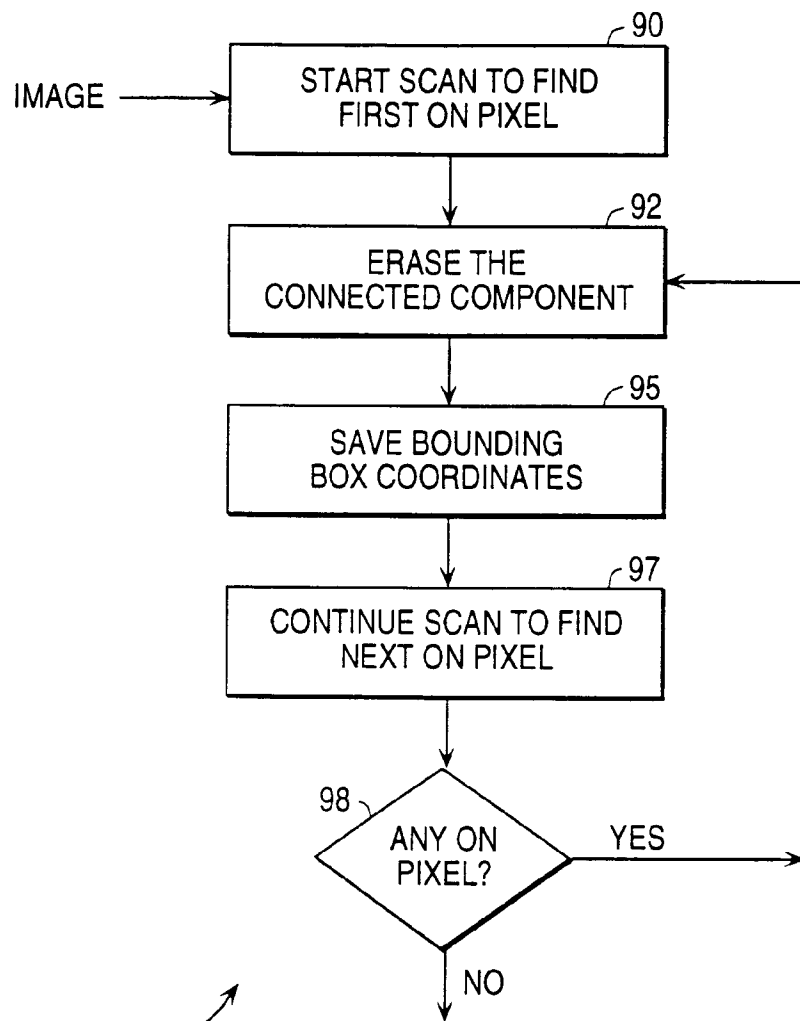 90
IMAGE
START SCAN TO FIND
FIRST ON PIXEL
92
ERASE THE
CONNECTED COMPONENT
95
SAVE BOUNDING
BOX COORDINATES
97
CONTINUE SCAN TO FIND
NEXT ON PIXEL
98
ANY ON
PIXEL?
YES
NO